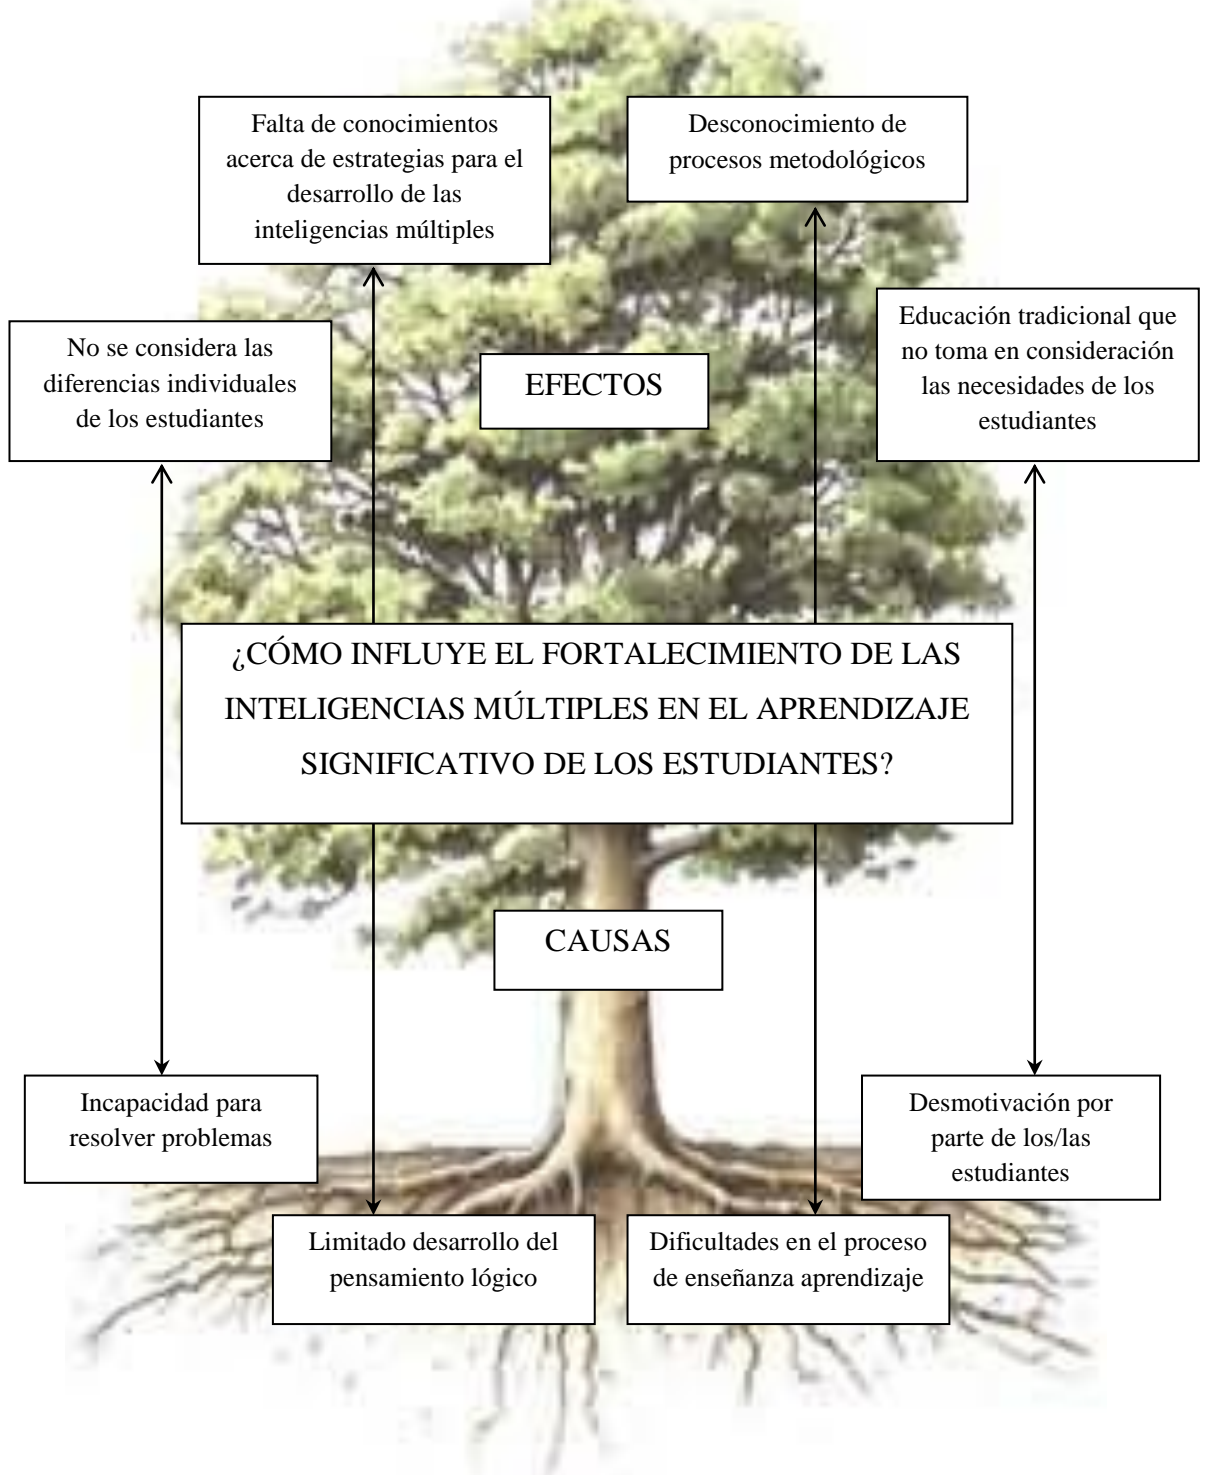 Falta de conocimientos
acerca de estrategias para el
desarrollo de las
inteligencias múltiples
Desconocimiento de
procesos metodológicos
No se considera las
diferencias individuales
de los estudiantes
EFECTOS
Educación tradicional que
no toma en consideración
las necesidades de los
estudiantes
¿CÓMO INFLUYE EL FORTALECIMIENTO DE LAS
INTELIGENCIAS MÚLTIPLES EN EL APRENDIZAJE
SIGNIFICATIVO DE LOS ESTUDIANTES?
CAUSAS
Incapacidad para
resolver problemas
Limitado desarrollo del
pensamiento lógico
Dificultades en el proceso
de enseñanza aprendizaje
Desmotivación por
parte de los/las
estudiantes